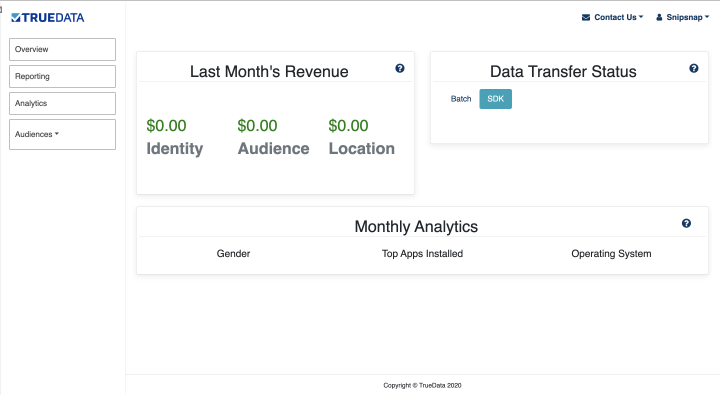 TRUEDATA
Contact Us
Snipsnap
Overview
Reporting
Analytics
Audiences
Last Month's Revenue
$0.00 $0.00 $0.00
Identity Audience Location
Data Transfer Status
Batch SDK
Monthly Analytics
Gender Top Apps Installed Operating System
Copyright © TrueData 2020